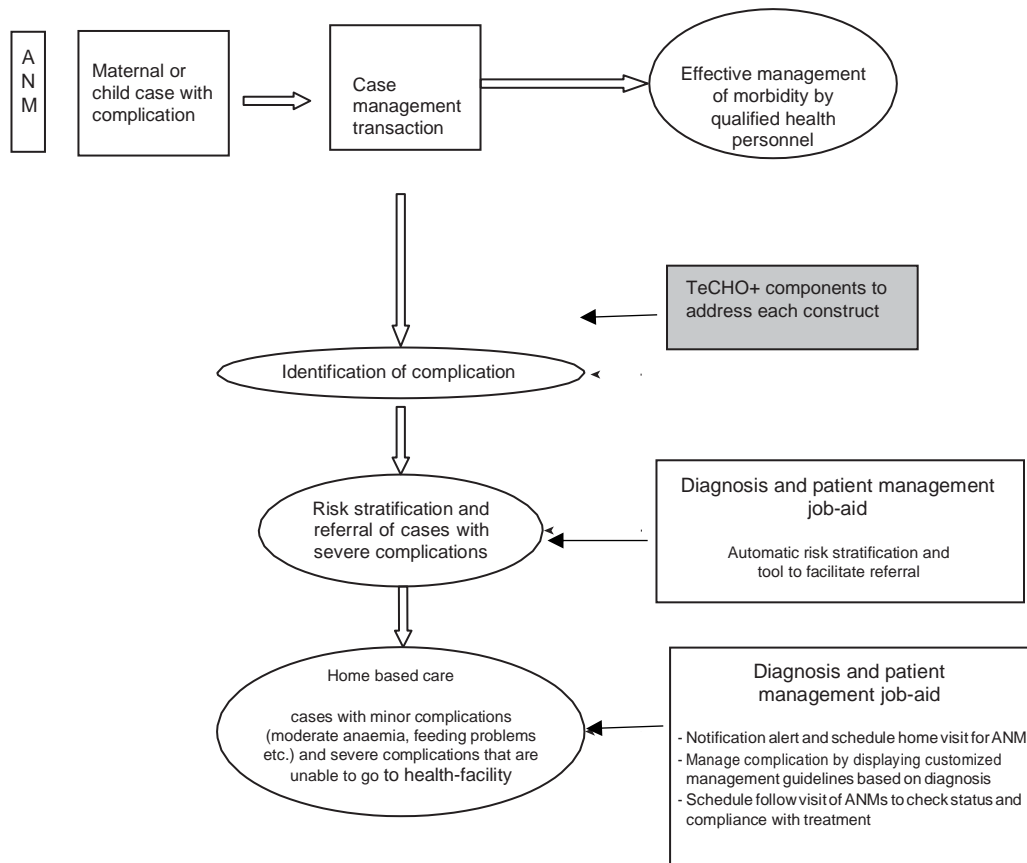 A
N
M
Maternal or
child case with
complication
Case
management
transaction
Effective management
of morbidity by
qualified health
personnel
TeCHO+ components to
address each construct
Identification of complication
Risk stratification and
referral of cases with
severe complications
Diagnosis and patient management
job-aid
Automatic risk stratification and
tool to facilitate referral
Home based care
cases with minor complications
(moderate anaemia, feeding problems
etc.) and severe complications that are
unable to go to health-facility
Diagnosis and patient
management job-aid
- Notification alert and schedule home visit for ANM
- Manage complication by displaying customized
management guidelines based on diagnosis
- Schedule follow visit of ANMs to check status and
compliance with treatment